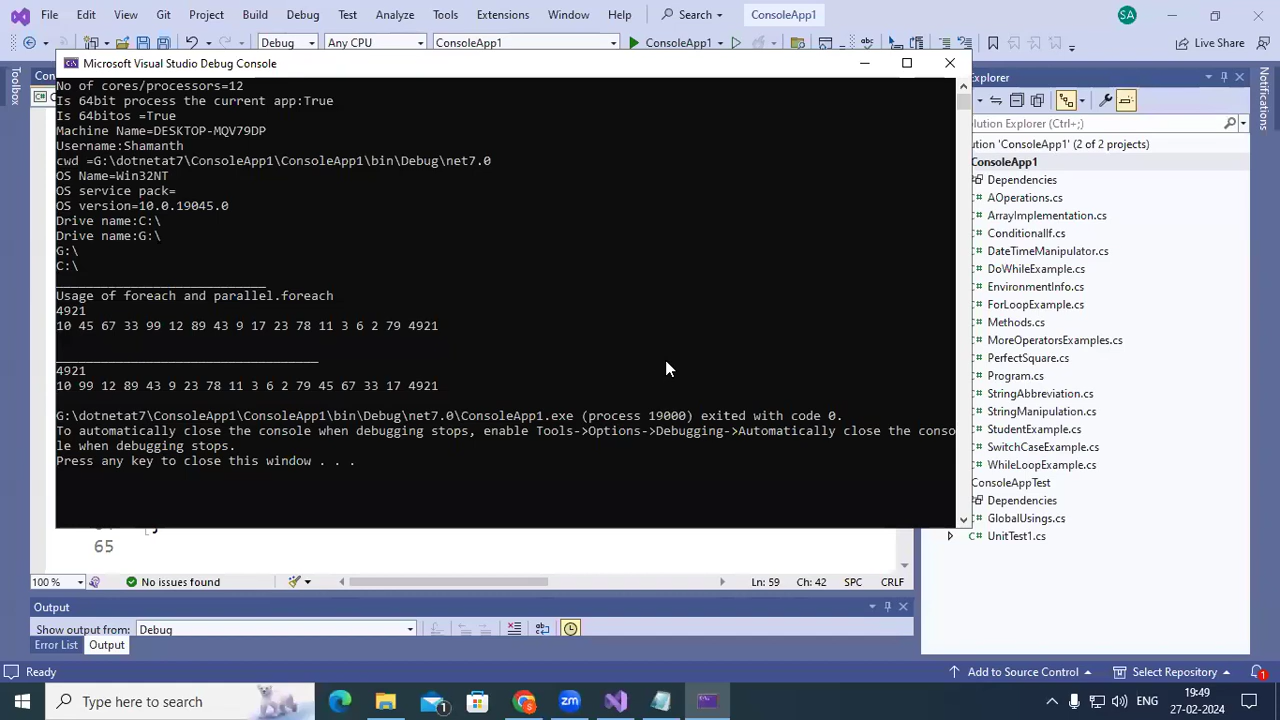 File Edit View Git Project Build Debug Test Analyze Tools Extensions Window Help Search ConsoleApp1 SA
Debug Any CPU ConsoleApp1 ConsoleApp1 Live Share
Microsoft Visual Studio Debug Console
No of cores/processors=12
Is 64bit process the current app:True
Is 64bitos =True
Machine Name=DESKTOP-MQV79DP
Username:Shamanth
cwd =G:\dotnetat7\ConsoleApp1\ConsoleApp1\bin\Debug\net7.0
OS Name=Win32NT
OS service pack=
OS version=10.0.19045.0
Drive name:C:\
Drive name:G:\
G:\
C:\
____________________________
Usage of foreach and parallel.foreach
4921
10 45 67 33 99 12 89 43 9 17 23 78 11 3 6 2 79 4921
___________________________________
4921
10 99 12 89 43 9 23 78 11 3 6 2 79 45 67 33 17 4921
G:\dotnetat7\ConsoleApp1\ConsoleApp1\bin\Debug\net7.0\ConsoleApp1.exe (process 19000) exited with code 0.
To automatically close the console when debugging stops, enable Tools->Options->Debugging->Automatically close the conso
le when debugging stops.
Press any key to close this window . . .
Toolbox
Con
Explorer
olution Explorer (Ctrl+;)
ution 'ConsoleApp1' (2 of 2 projects)
ConsoleApp1
Dependencies
C# AOperations.cs
C# ArrayImplementation.cs
C# ConditionalIf.cs
C# DateTimeManipulator.cs
C# DoWhileExample.cs
C# EnvironmentInfo.cs
C# ForLoopExample.cs
C# Methods.cs
C# MoreOperatorsExamples.cs
C# PerfectSquare.cs
C# Program.cs
C# StringAbbreviation.cs
C# StringManipulation.cs
C# StudentExample.cs
C# SwitchCaseExample.cs
C# WhileLoopExample.cs
ConsoleAppTest
Dependencies
C# GlobalUsings.cs
C# UnitTest1.cs
Notifications
65
100 % No issues found Ln: 59 Ch: 42 SPC CRLF
Output
Show output from: Debug
Error List Output
Ready Add to Source Control Select Repository 1
Type here to search 1 ENG 19:49
27-02-2024